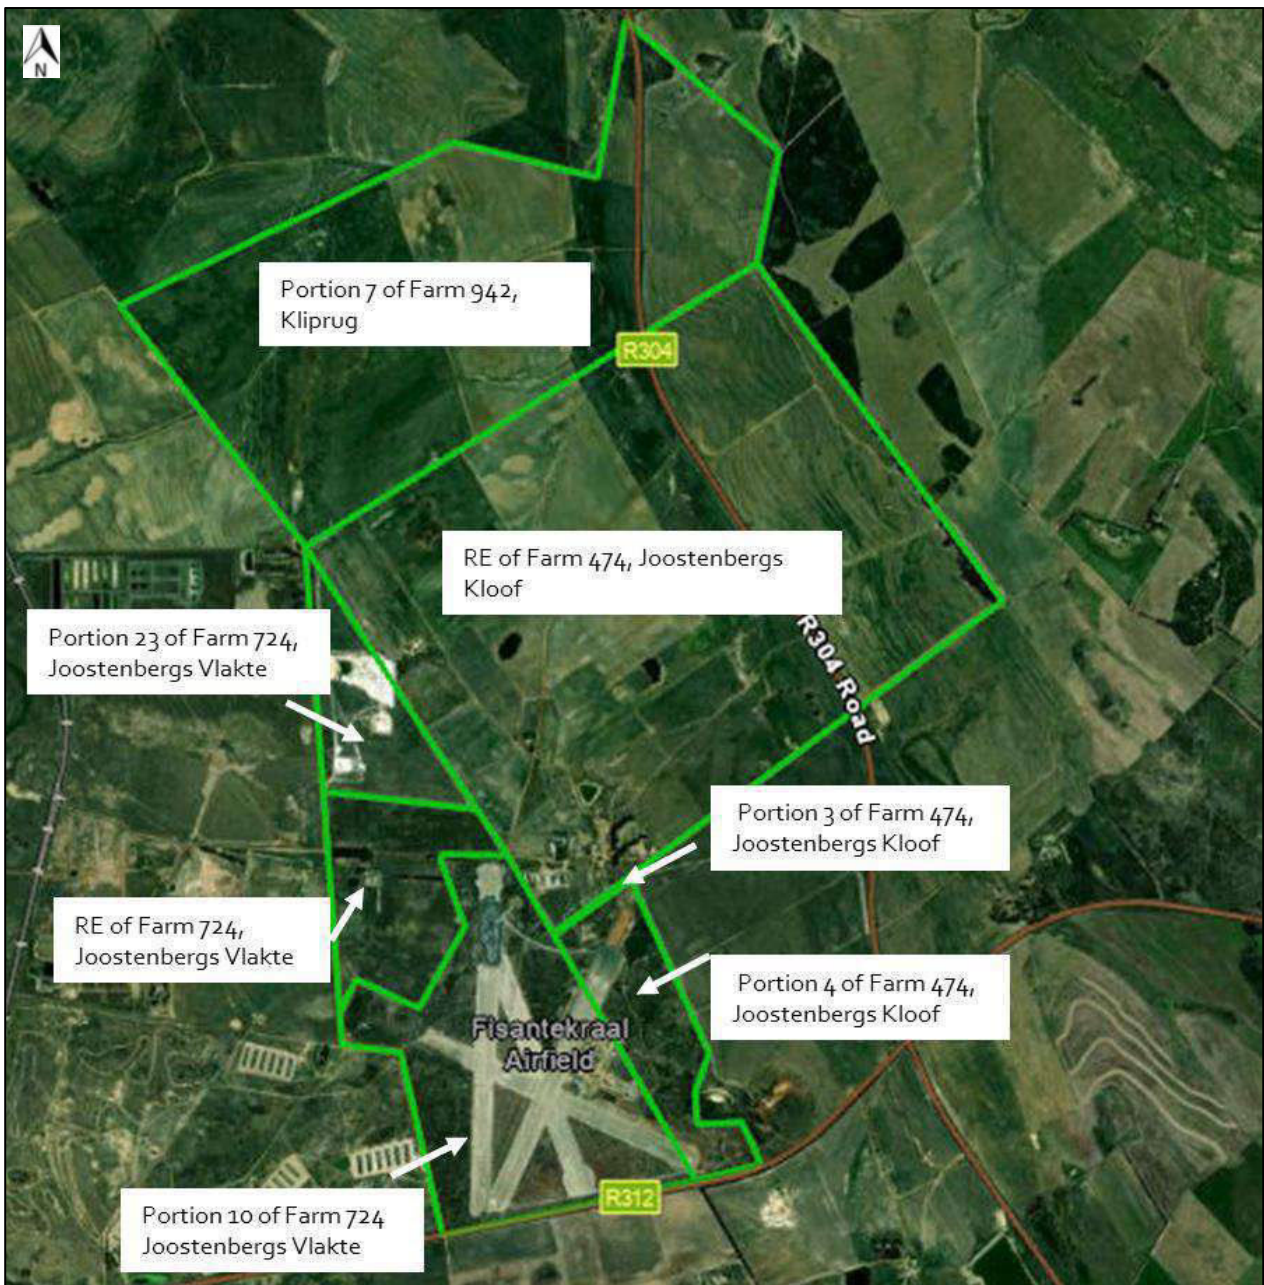 N
Portion 7 of Farm 942,
Kliprug
R304
RE of Farm 474, Joostenbergs
Kloof
Portion 23 of Farm 724,
Joostenbergs Vlakte
R304 Road
Portion 3 of Farm 474,
Joostenbergs Kloof
RE of Farm 724,
Joostenbergs Vlakte
Portion 4 of Farm 474,
Joostenbergs Kloof
Fisantekraal
Airfield
R312
Portion 10 of Farm 724
Joostenbergs Vlakte